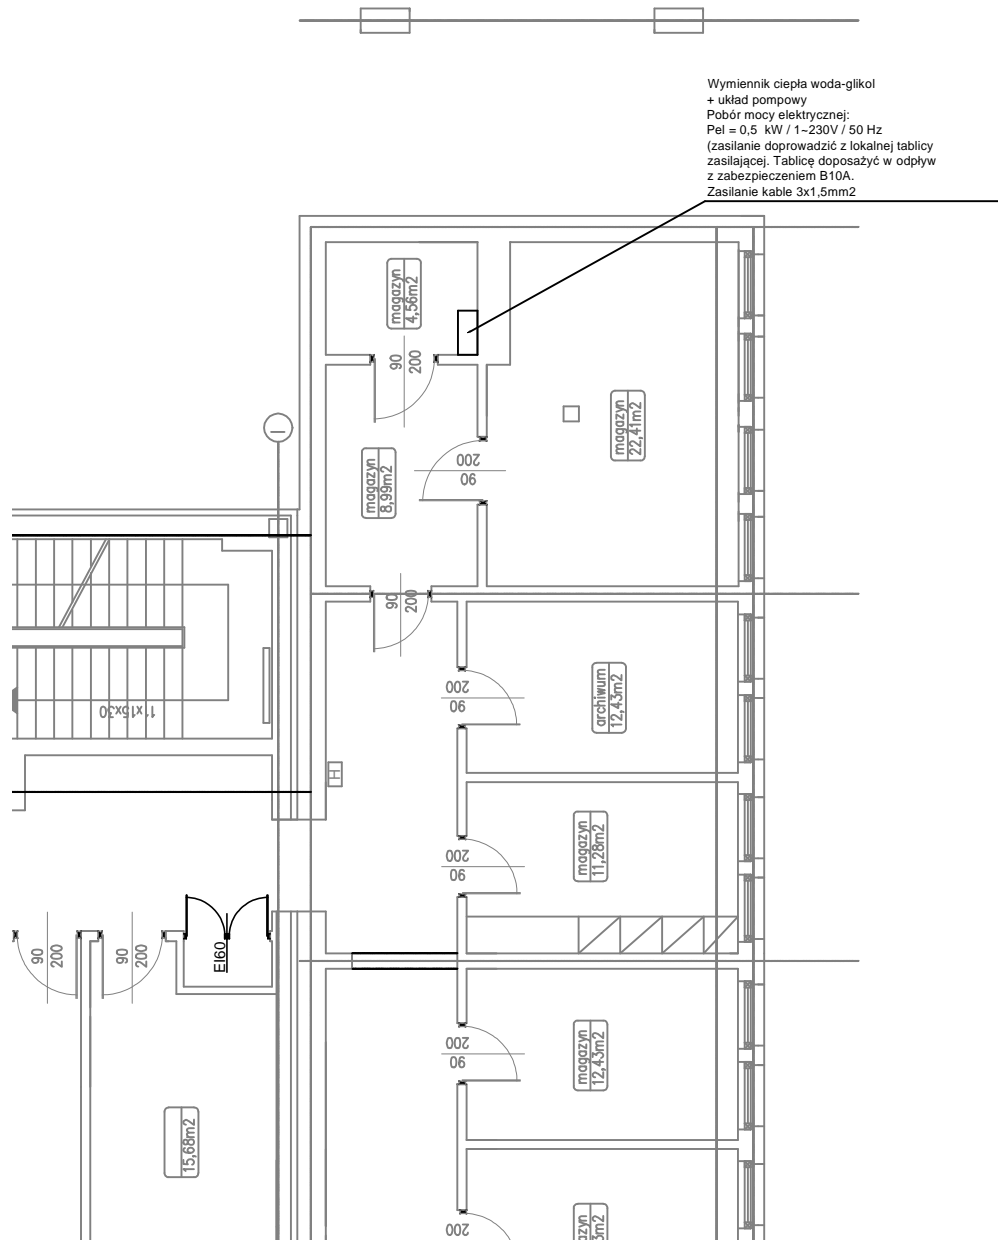 Wymiennik ciepła woda-glikol
+ układ pompowy
Pobór mocy elektrycznej:
Pel = 0,5 kW / 1~230V / 50 Hz
(zasilanie doprowadzić z lokalnej tablicy
zasilającej. Tablicę doposażyć w odpływ
z zabezpieczeniem B10A.
Zasilanie kable 3x1,5mm2
magazyn
4,56m2
90
200
magazyn
22,41m2
I
magazyn
8,99m2
90
200
90
200
archiwum
12,43m2
90
200
11x15x30
H
magazyn
11,28m2
90
200
90
200
90
200
EI60
magazyn
12,43m2
90
200
15,68m2
200